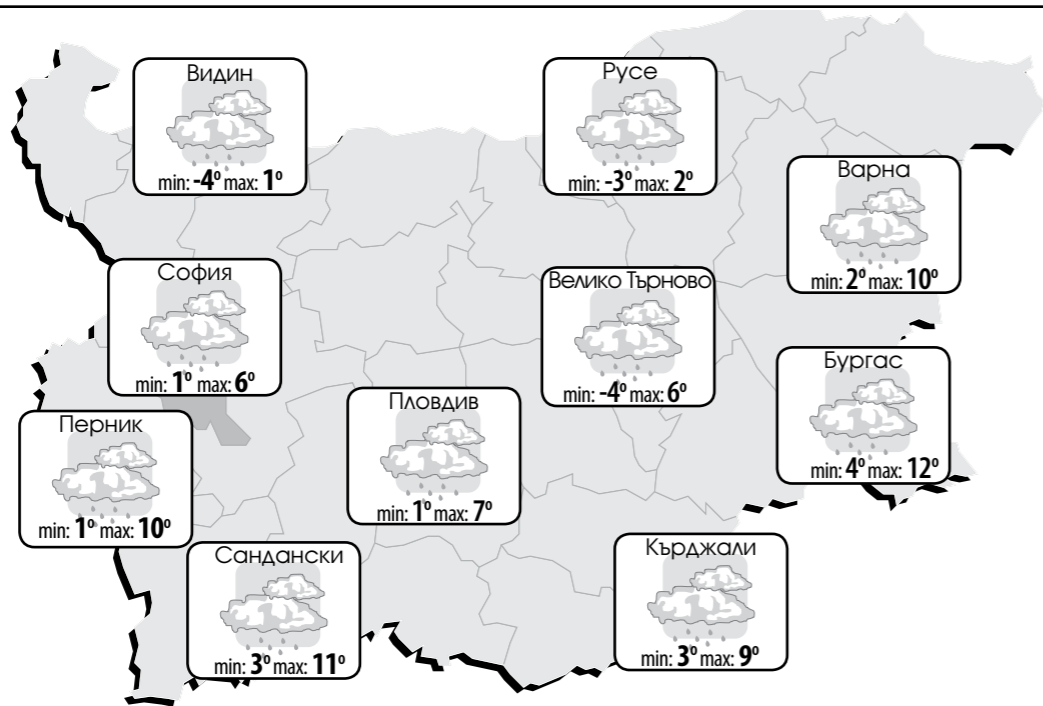 Видин
min: -4° max: 1°
Русе
min: -3° max: 2°
Варна
min: 2° max: 10°
София
min: 1° max: 6°
Велико Търново
min: -4° max: 6°
Бургас
min: 4° max: 12°
Пловдив
min: 1° max: 7°
Перник
min: 1° max: 10°
Сандански
min: 3° max: 11°
Кърджали
min: 3° max: 9°